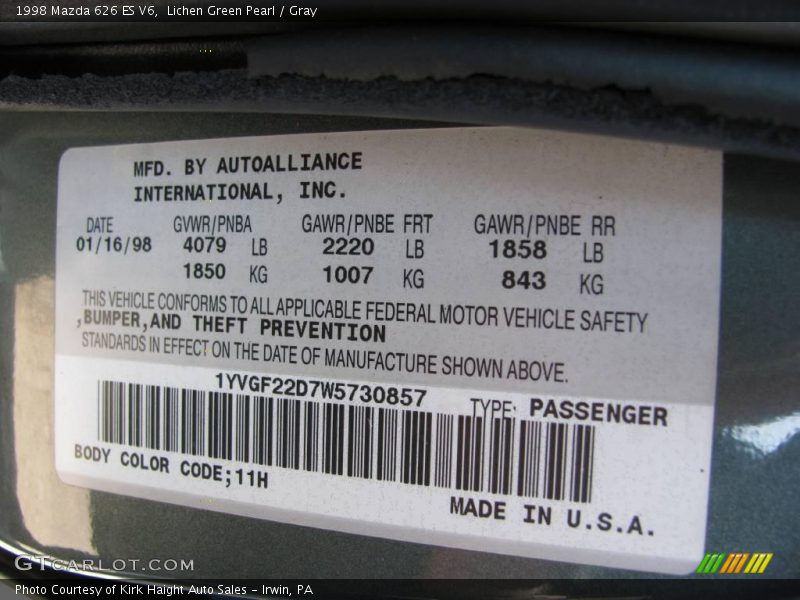 1998 Mazda 626 ES V6,  Lichen Green Pearl / Gray
MFD. BY AUTOALLIANCE
INTERNATIONAL, INC.
DATE GVWR/PNBA GAWR/PNBE FRT GAWR/PNBE RR
01/16/98 4079 LB 2220 LB 1858 LB
1850 KG 1007 KG 843 KG
THIS VEHICLE CONFORMS TO ALL APPLICABLE FEDERAL MOTOR VEHICLE SAFETY
,BUMPER,AND THEFT PREVENTION
STANDARDS IN EFFECT ON THE DATE OF MANUFACTURE SHOWN ABOVE.
1YVGF22D7W5730857 TYPE: PASSENGER
BODY COLOR CODE;11H
MADE IN U.S.A.
GTCARLOT.COM
Photo Courtesy of Kirk Haight Auto Sales – Irwin, PA